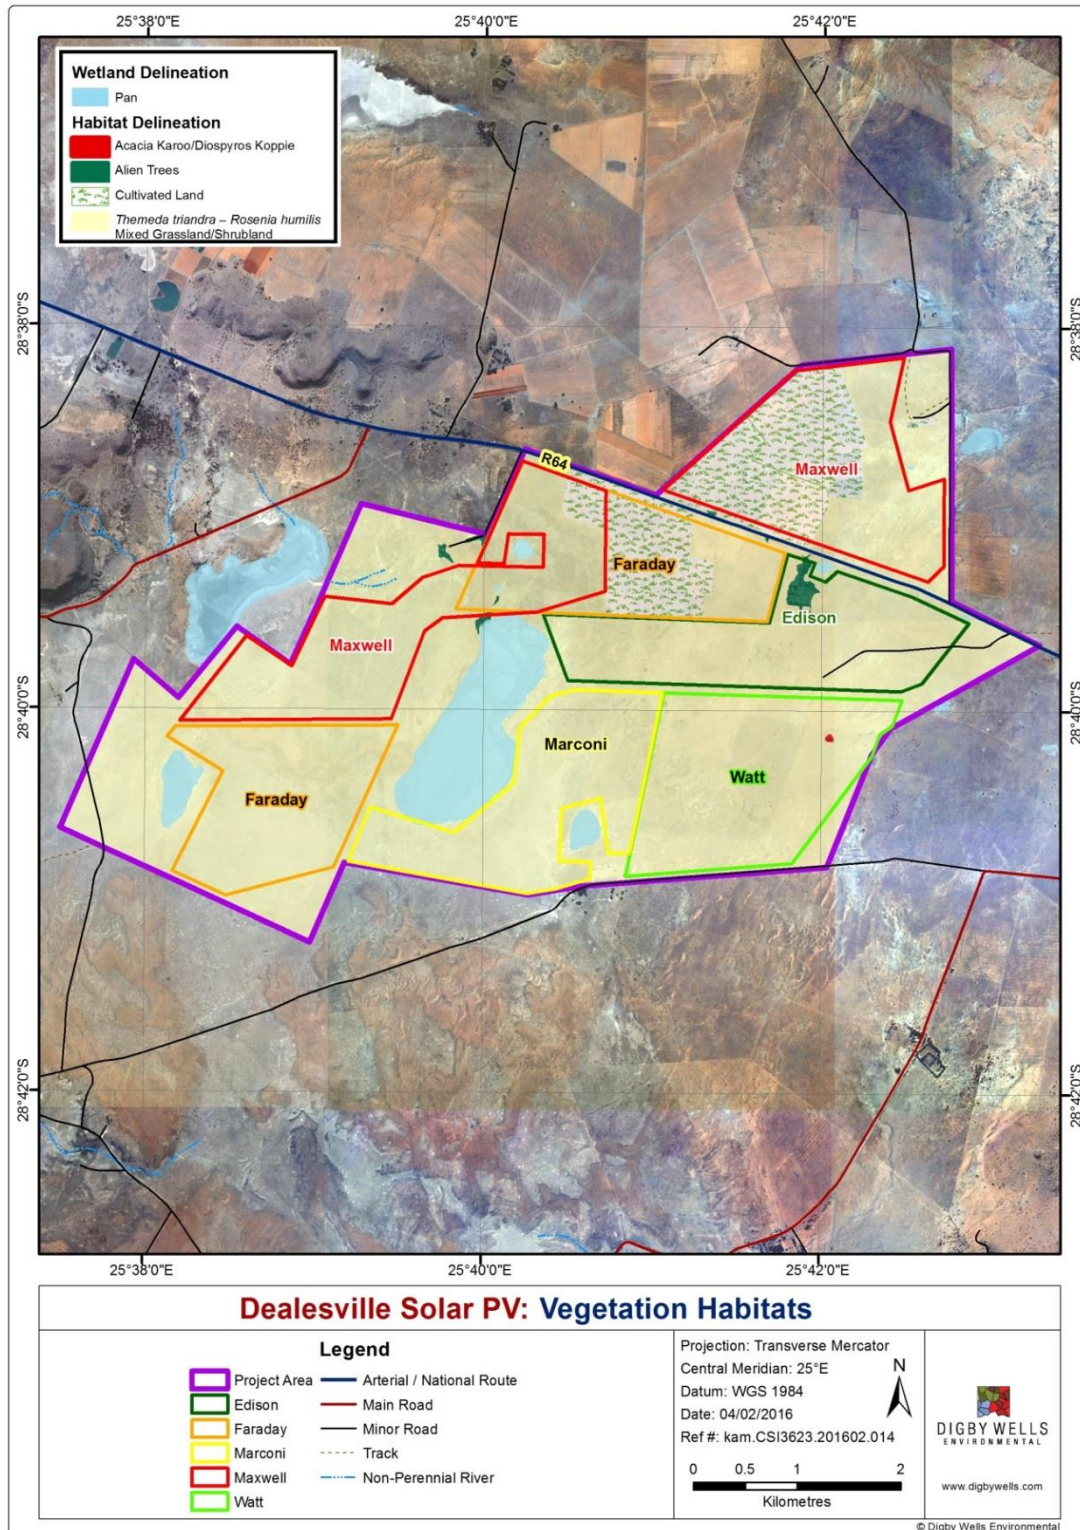 25°38'0"E
25°40'0"E
25°42'0"E
Wetland Delineation
Pan
Habitat Delineation
Acacia Karoo/Diospyros Koppie
Alien Trees
Cultivated Land
Themeda triandra – Rosenia humilis
Mixed Grassland/Shrubland
28°38'0"S
28°38'0"S
R64
Maxwell
Faraday
Edison
Maxwell
28°40'0"S
28°40'0"S
Marconi
Watt
Faraday
28°42'0"S
28°42'0"S
25°38'0"E
25°40'0"E
25°42'0"E
Dealesville Solar PV: Vegetation Habitats
Legend
Project Area
Edison
Faraday
Marconi
Maxwell
Watt
Arterial / National Route
Main Road
Minor Road
Track
Non-Perennial River
Projection: Transverse Mercator
Central Meridian: 25°E
Datum: WGS 1984
Date: 04/02/2016
Ref #: kam.CSI3623.201602.014
N
0 0.5 1 2
Kilometres
DIGBY WELLS
ENVIRONMENTAL
www.digbywells.com
© Digby Wells Environmental